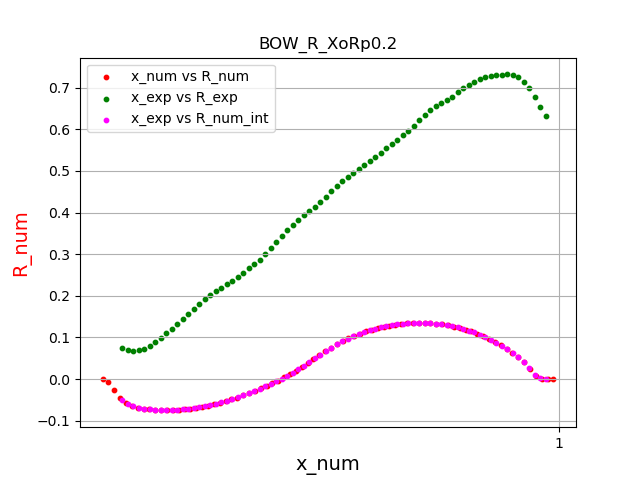 BOW_R_XoRp0.2
x_num vs R_num
x_exp vs R_exp
x_exp vs R_num_int
0.7
0.6
0.5
0.4
0.3
0.2
0.1
0.0
−0.1
R_num
1
x_num